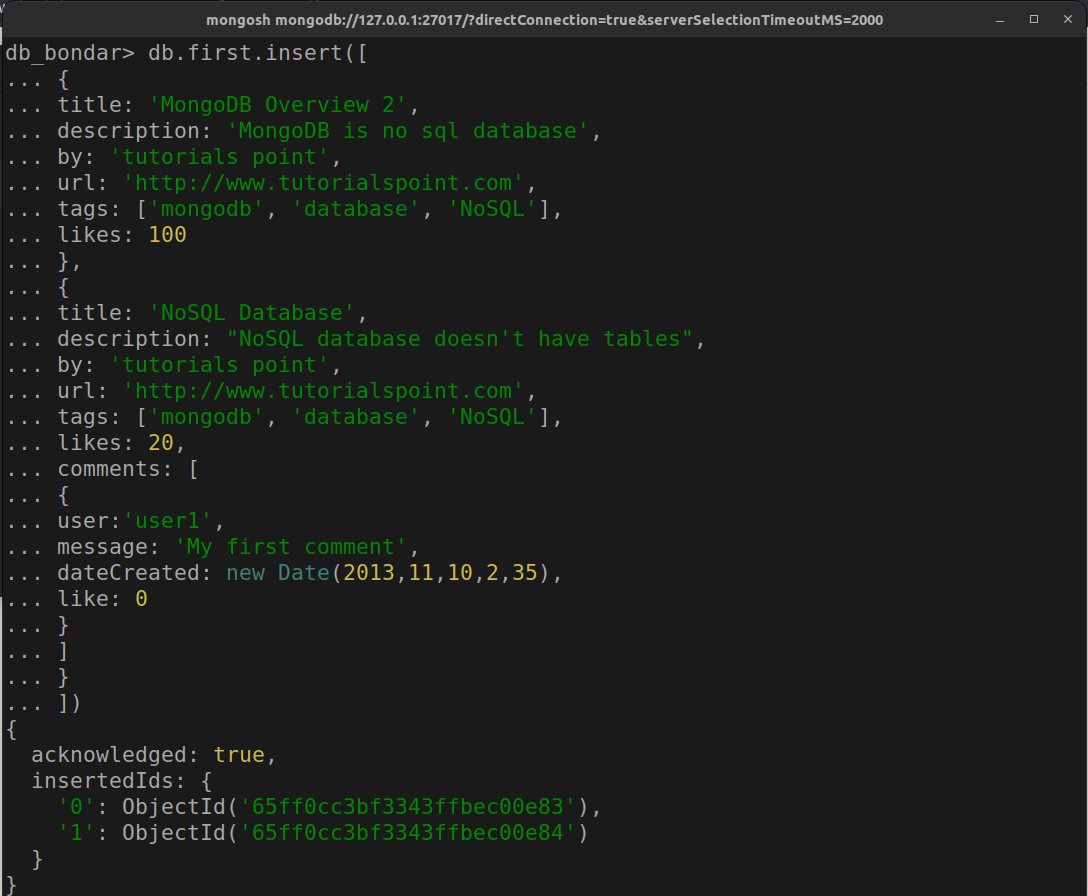 mongosh mongodb://127.0.0.1:27017/?directConnection=true&serverSelectionTimeoutMS=2000
db_bondar> db.first.insert([
... {
... title: 'MongoDB Overview 2',
... description: 'MongoDB is no sql database',
... by: 'tutorials point',
... url: 'http://www.tutorialspoint.com',
... tags: ['mongodb', 'database', 'NoSQL'],
... likes: 100
... },
... {
... title: 'NoSQL Database',
... description: "NoSQL database doesn't have tables",
... by: 'tutorials point',
... url: 'http://www.tutorialspoint.com',
... tags: ['mongodb', 'database', 'NoSQL'],
... likes: 20,
... comments: [
... {
... user:'user1',
... message: 'My first comment',
... dateCreated: new Date(2013,11,10,2,35),
... like: 0
... }
... ]
... }
... ])
{
  acknowledged: true,
  insertedIds: {
    '0': ObjectId('65ff0cc3bf3343ffbec00e83'),
    '1': ObjectId('65ff0cc3bf3343ffbec00e84')
  }
}